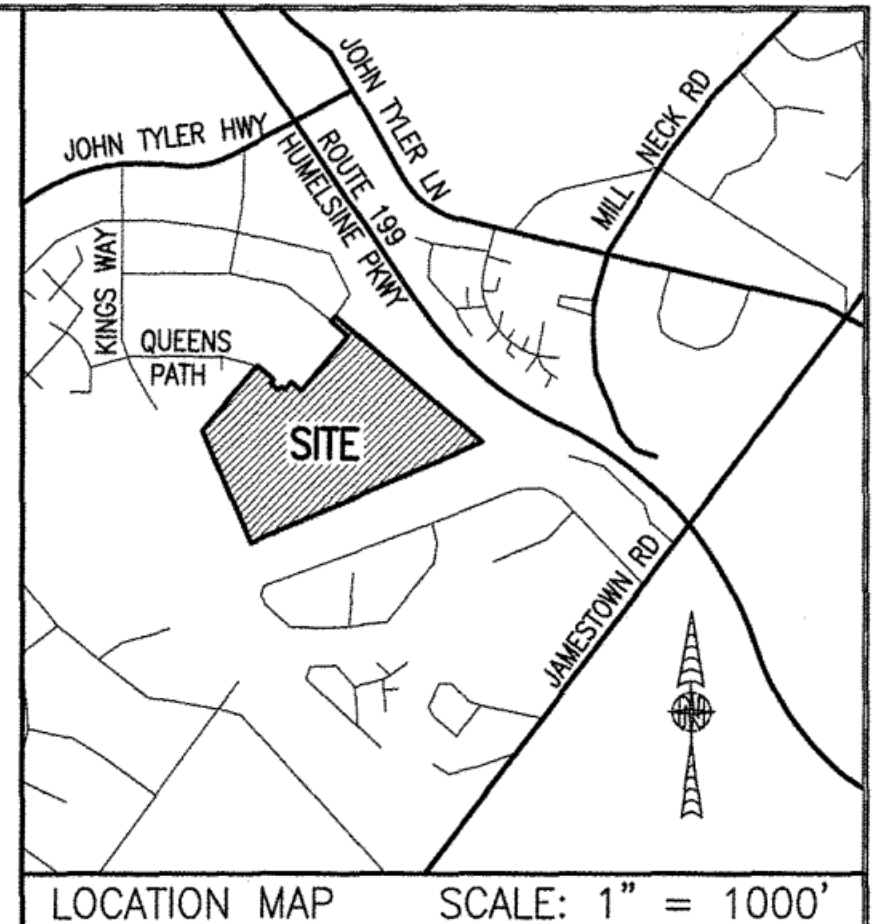 JOHN TYLER HWY
JOHN TYLER LN
ROUTE 199
HUMELSINE PKWY
MILL NECK RD
KINGS WAY
QUEENS
PATH
SITE
JAMESTOWN RD
LOCATION MAP SCALE: 1" = 1000'